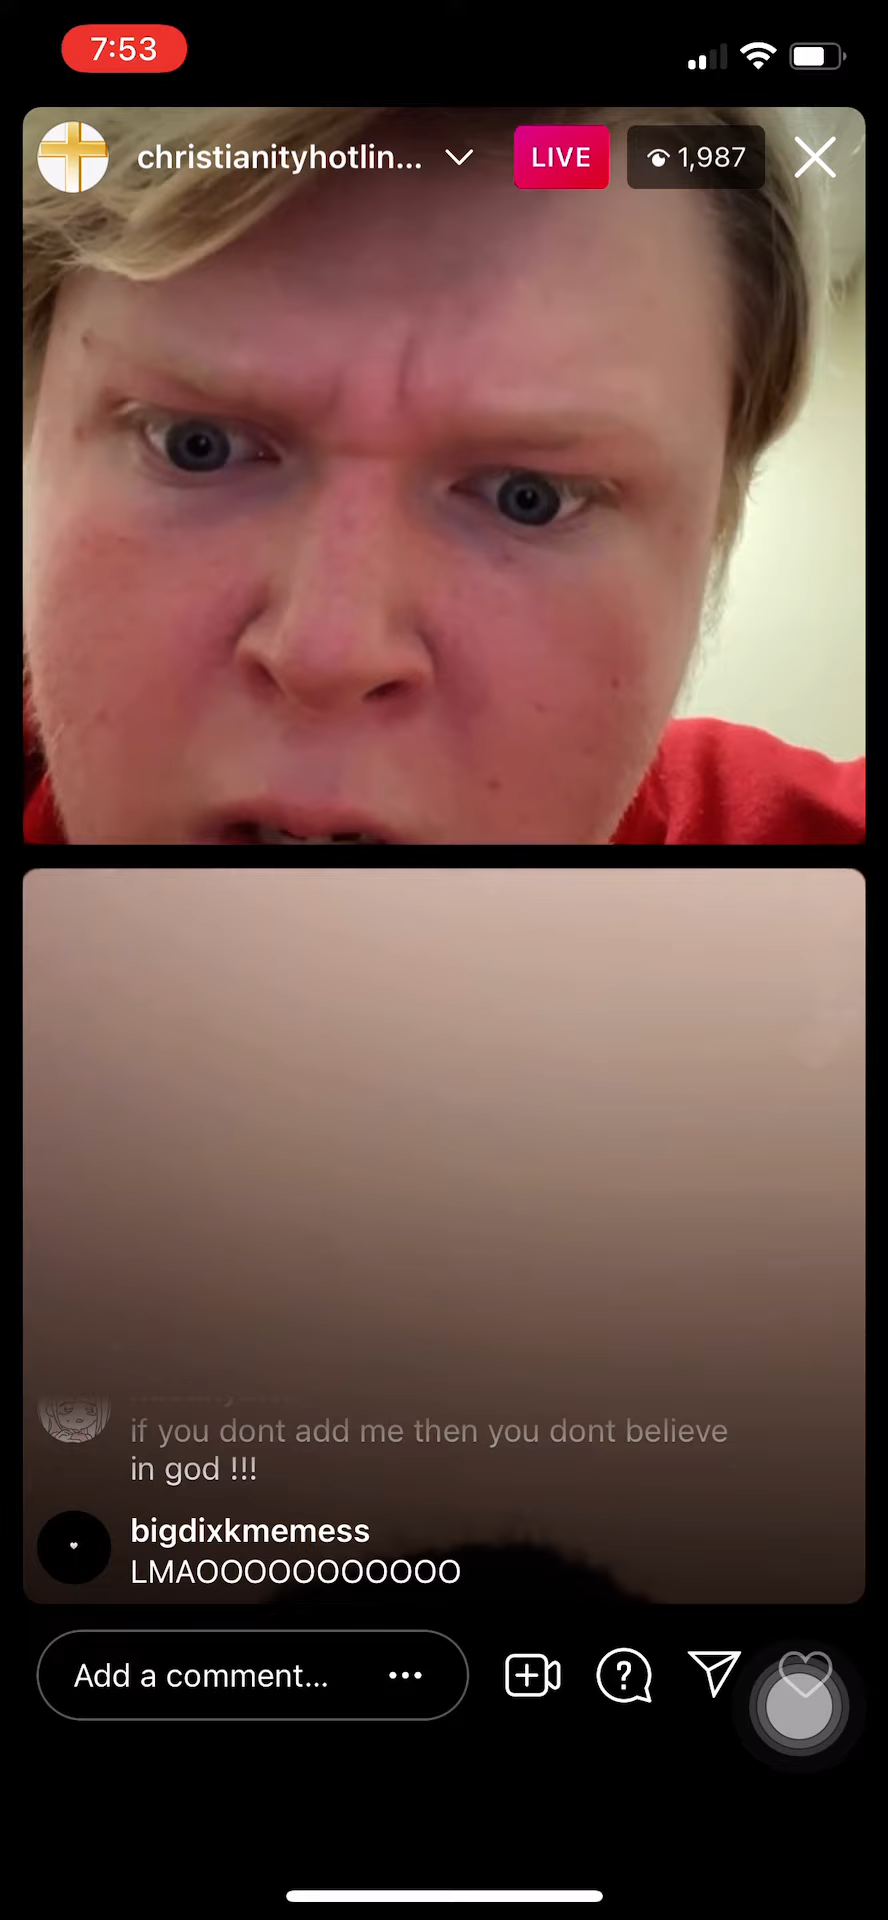 7:53
christianityhotlin...
LIVE
1,987
if you dont add me then you dont believe
in god !!!
bigdixkmemess
LMAOOOOOOOOOOO
Add a comment...